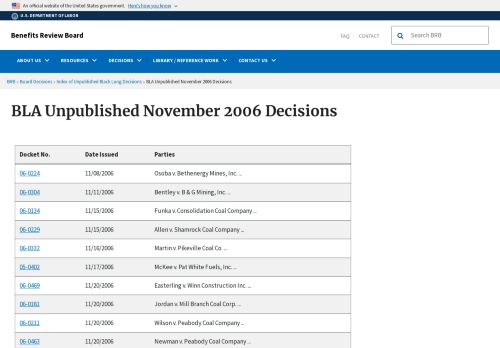 An official website of the United States government. Here's how you know
U.S. DEPARTMENT OF LABOR
Benefits Review Board
FAQ CONTACT
Search BRB
ABOUT US RESOURCES DECISIONS LIBRARY / REFERENCE WORK CONTACT US
BRB » Board Decisions » Index of Unpublished Black Lung Decisions » BLA Unpublished November 2006 Decisions
BLA Unpublished November 2006 Decisions
Docket No. Date Issued Parties
06-0224 11/08/2006 Osoba v. Bethenergy Mines, Inc. ...
06-0304 11/11/2006 Bentley v. B & G Mining, Inc. ...
06-0134 11/15/2006 Funka v. Consolidation Coal Company ...
06-0229 11/15/2006 Allen v. Shamrock Coal Company ...
06-0332 11/16/2006 Martin v. Pikeville Coal Co. ...
05-0402 11/17/2006 McKee v. Pat White Fuels, Inc. ...
06-0469 11/20/2006 Easterling v. Winn Construction Inc. ...
06-0181 11/20/2006 Jordan v. Mill Branch Coal Corp. ...
06-0211 11/20/2006 Wilson v. Peabody Coal Company ...
06-0463 11/20/2006 Newman v. Peabody Coal Company ...